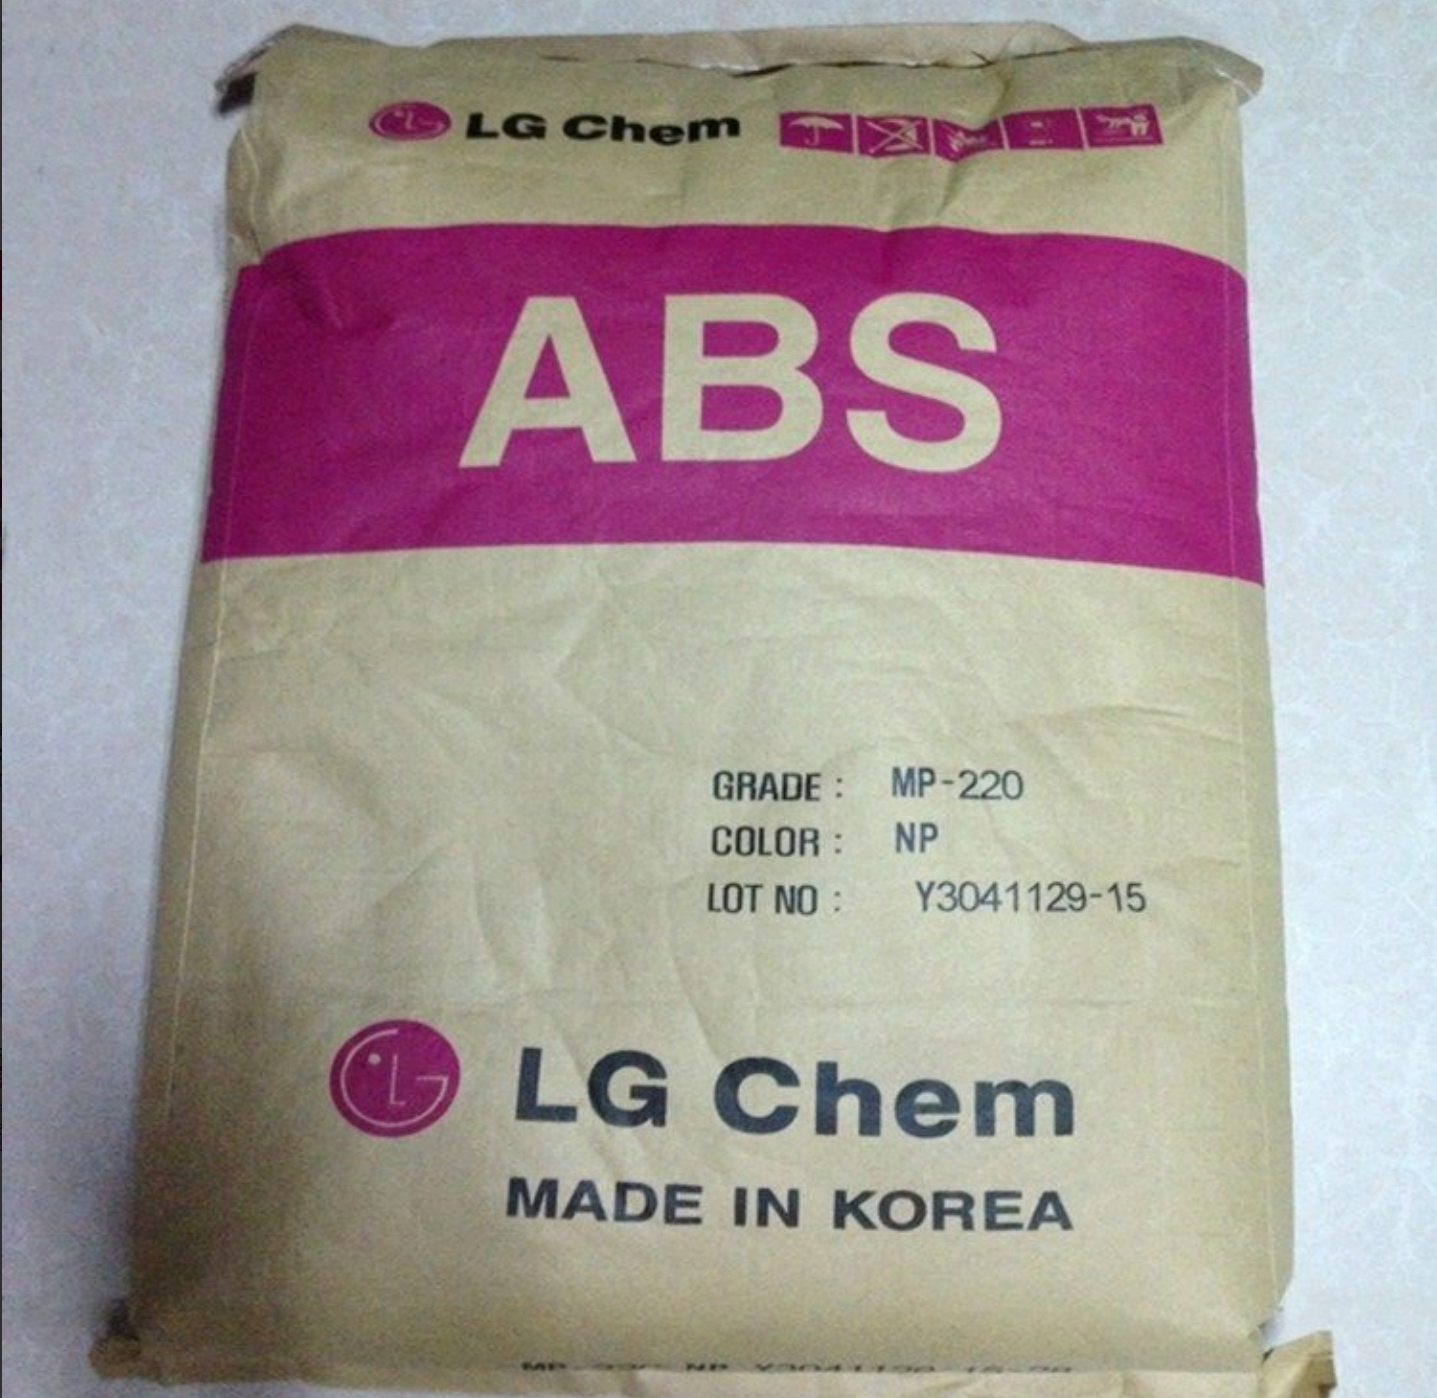 LG Chem
ABS
GRADE : MP-220
COLOR : NP
LOT NO : Y3041129-15
LG Chem
MADE IN KOREA